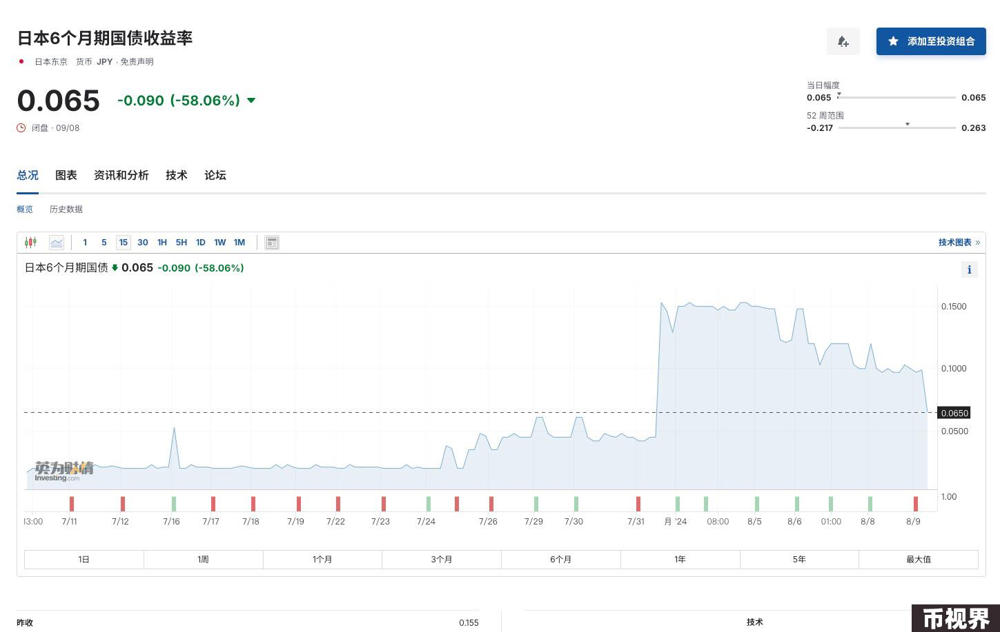 日本6个月期国债收益率
添加至投资组合
日本东京 货币 JPY · 免责声明
0.065 -0.090 (-58.06%)
闭盘 · 09/08
当日幅度
0.065 0.065
52 周范围
-0.217 0.263
总况 图表 资讯和分析 技术 论坛
概览 历史数据
1 5 15 30 1H 5H 1D 1W 1M
技术图表 »
日本6个月期国债 0.065 -0.090 (-58.06%)
i
0.1500
0.1000
0.0650
0.0500
英为财情
Investing.com
1.00
13:00 7/11 7/12 7/16 7/17 7/18 7/19 7/22 7/23 7/24 7/26 7/29 7/30 7/31 月 '24 08:00 8/5 8/6 01:00 8/8 8/9
1日 1周 1个月 3个月 6个月 1年 5年 最大值
昨收 0.155
技术
币视界